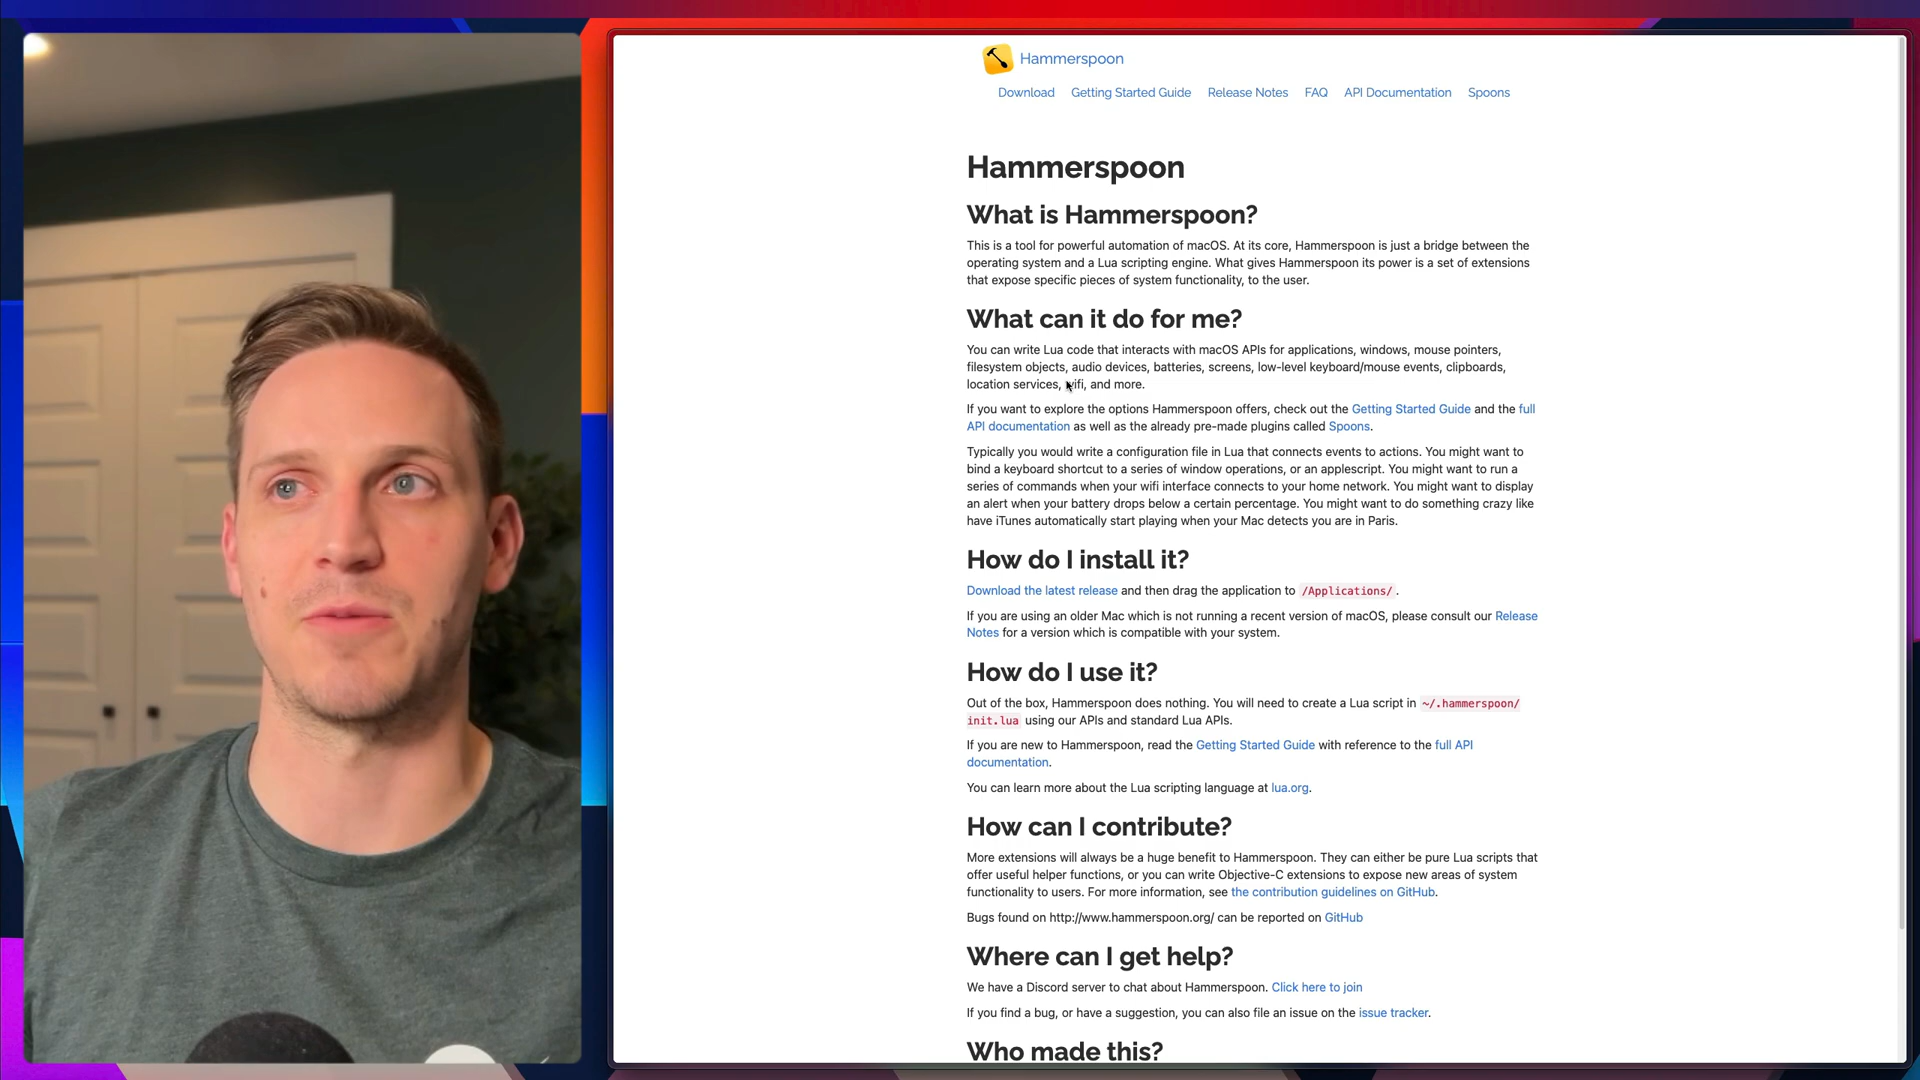 Hammerspoon
Download Getting Started Guide Release Notes FAQ API Documentation Spoons
Hammerspoon
What is Hammerspoon?
This is a tool for powerful automation of macOS. At its core, Hammerspoon is just a bridge between the
operating system and a Lua scripting engine. What gives Hammerspoon its power is a set of extensions
that expose specific pieces of system functionality, to the user.
What can it do for me?
You can write Lua code that interacts with macOS APIs for applications, windows, mouse pointers,
filesystem objects, audio devices, batteries, screens, low-level keyboard/mouse events, clipboards,
location services, wifi, and more.
If you want to explore the options Hammerspoon offers, check out the Getting Started Guide and the full
API documentation as well as the already pre-made plugins called Spoons.
Typically you would write a configuration file in Lua that connects events to actions. You might want to
bind a keyboard shortcut to a series of window operations, or an applescript. You might want to run a
series of commands when your wifi interface connects to your home network. You might want to display
an alert when your battery drops below a certain percentage. You might want to do something crazy like
have iTunes automatically start playing when your Mac detects you are in Paris.
How do I install it?
Download the latest release and then drag the application to /Applications/ .
If you are using an older Mac which is not running a recent version of macOS, please consult our Release
Notes for a version which is compatible with your system.
How do I use it?
Out of the box, Hammerspoon does nothing. You will need to create a Lua script in ~/.hammerspoon/
init.lua using our APIs and standard Lua APIs.
If you are new to Hammerspoon, read the Getting Started Guide with reference to the full API
documentation.
You can learn more about the Lua scripting language at lua.org.
How can I contribute?
More extensions will always be a huge benefit to Hammerspoon. They can either be pure Lua scripts that
offer useful helper functions, or you can write Objective-C extensions to expose new areas of system
functionality to users. For more information, see the contribution guidelines on GitHub.
Bugs found on http://www.hammerspoon.org/ can be reported on GitHub
Where can I get help?
We have a Discord server to chat about Hammerspoon. Click here to join
If you find a bug, or have a suggestion, you can also file an issue on the issue tracker.
Who made this?